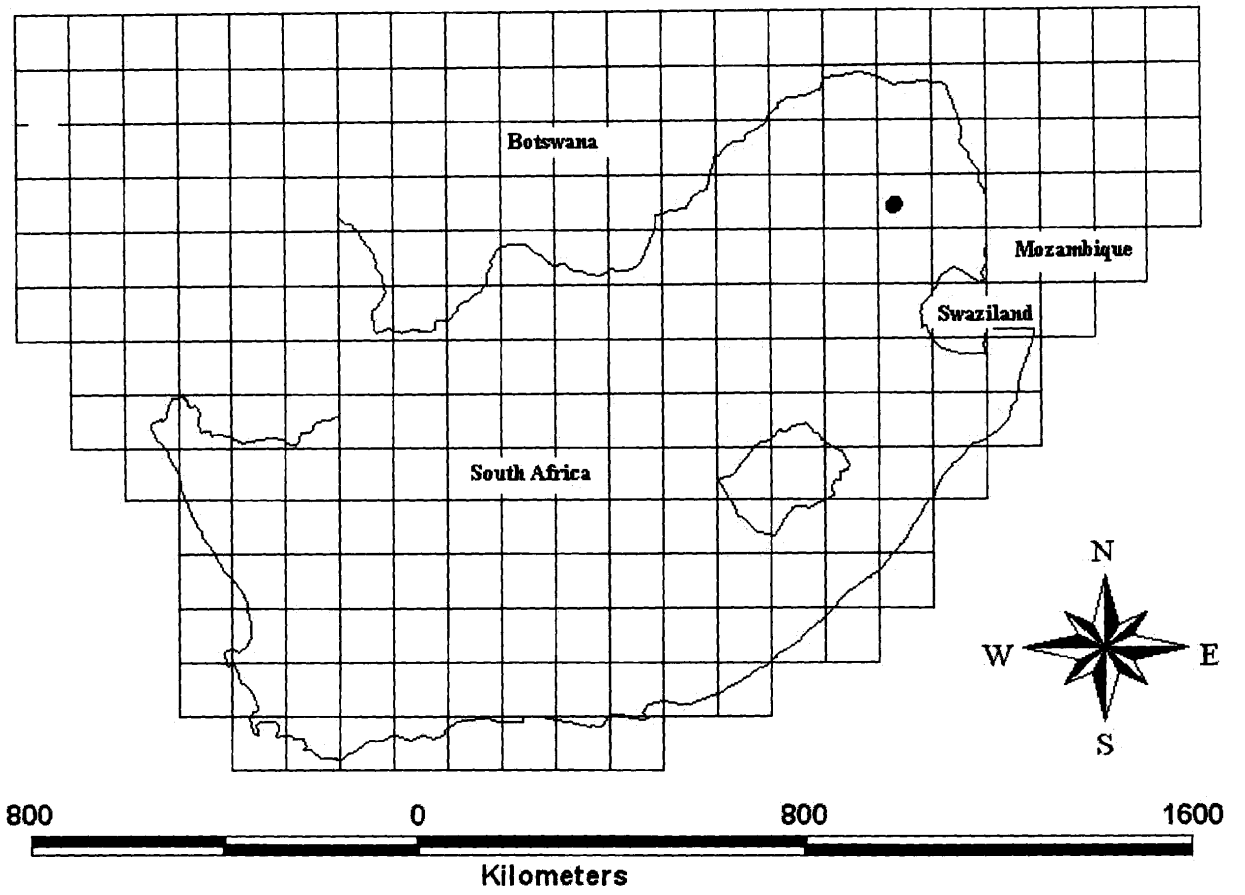 Botswana
Mozambique
Swaziland
South Africa
N
W E
S
800 0 800 1600
Kilometers